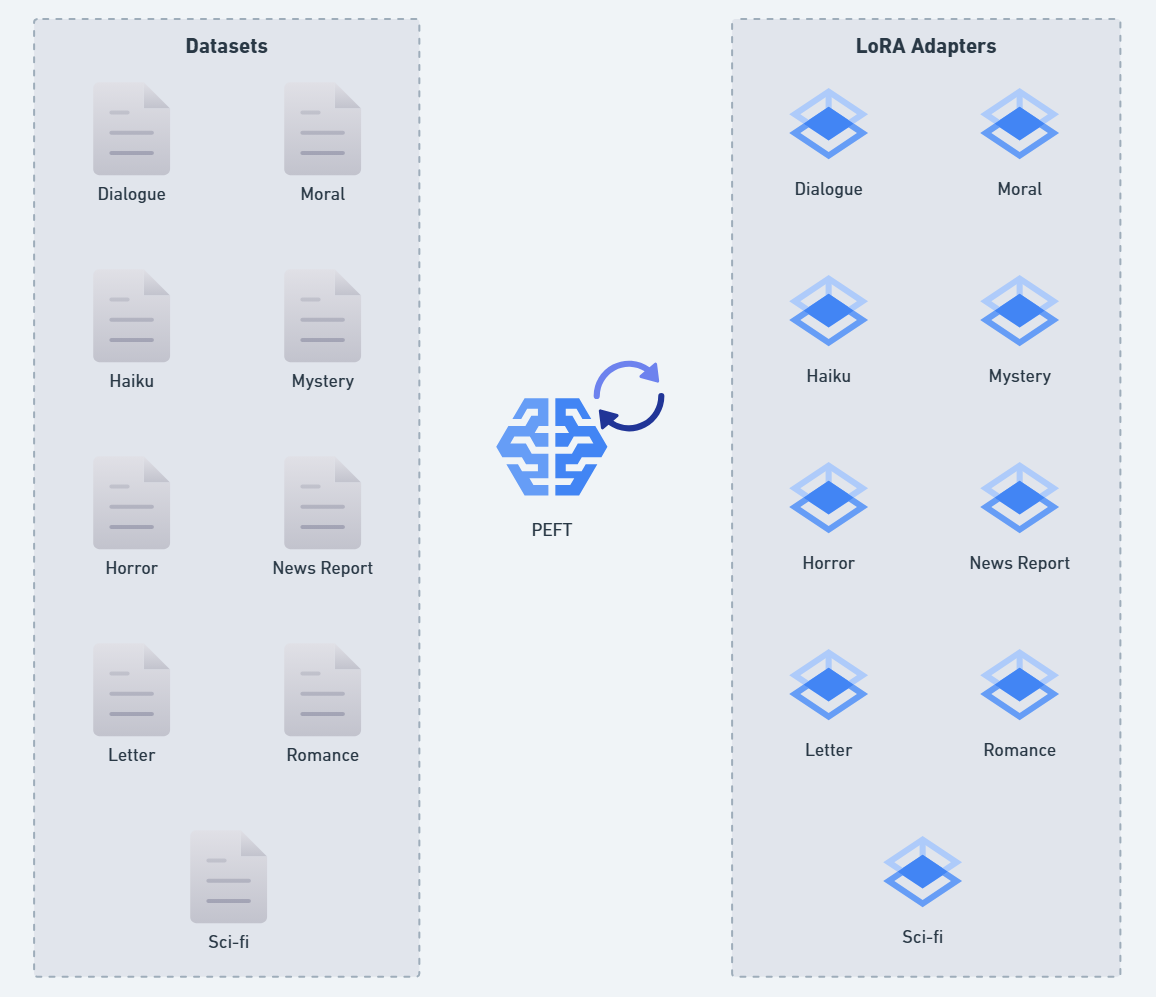 Datasets
Dialogue
Moral
Haiku
Mystery
Horror
News Report
Letter
Romance
Sci-fi
PEFT
LoRA Adapters
Dialogue
Moral
Haiku
Mystery
Horror
News Report
Letter
Romance
Sci-fi